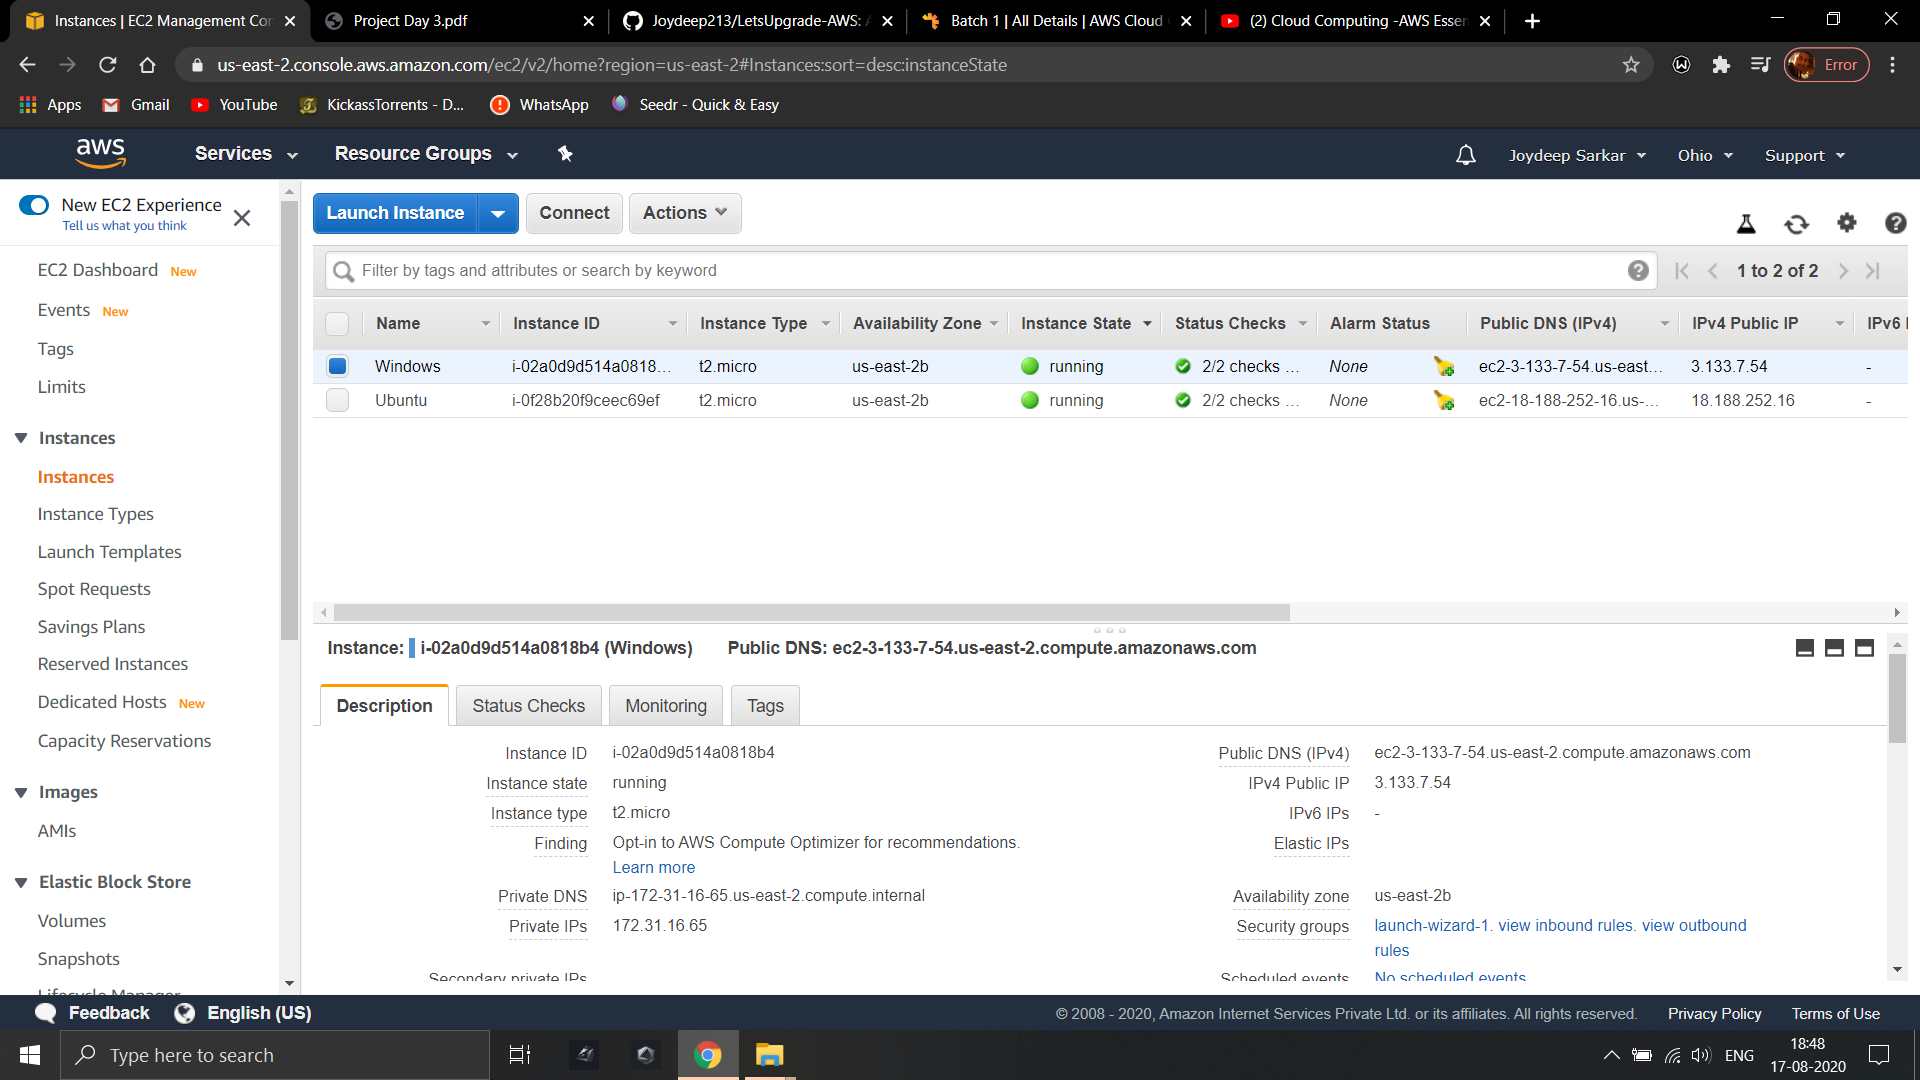 Instances | EC2 Management Con
Project Day 3.pdf
Joydeep213/LetsUpgrade-AWS: A
Batch 1 | All Details | AWS Cloud
(2) Cloud Computing -AWS Essen
us-east-2.console.aws.amazon.com/ec2/v2/home?region=us-east-2#Instances:sort=desc:instanceState
Error
Apps
Gmail
YouTube
KickassTorrents - D...
WhatsApp
Seedr - Quick & Easy
aws
Services
Resource Groups
Joydeep Sarkar
Ohio
Support
New EC2 Experience
Tell us what you think
EC2 Dashboard New
Events New
Tags
Limits
Instances
Instances
Instance Types
Launch Templates
Spot Requests
Savings Plans
Reserved Instances
Dedicated Hosts New
Capacity Reservations
Images
AMIs
Elastic Block Store
Volumes
Snapshots
Lifecycle Manager
Launch Instance
Connect
Actions
Filter by tags and attributes or search by keyword
1 to 2 of 2
Name Instance ID Instance Type Availability Zone Instance State Status Checks Alarm Status Public DNS (IPv4) IPv4 Public IP IPv6 I
Windows i-02a0d9d514a0818... t2.micro us-east-2b running 2/2 checks ... None ec2-3-133-7-54.us-east... 3.133.7.54 -
Ubuntu i-0f28b20f9ceec69ef t2.micro us-east-2b running 2/2 checks ... None ec2-18-188-252-16.us-... 18.188.252.16 -
Instance: i-02a0d9d514a0818b4 (Windows) Public DNS: ec2-3-133-7-54.us-east-2.compute.amazonaws.com
Description
Status Checks
Monitoring
Tags
Instance ID i-02a0d9d514a0818b4
Instance state running
Instance type t2.micro
Finding Opt-in to AWS Compute Optimizer for recommendations.
Learn more
Private DNS ip-172-31-16-65.us-east-2.compute.internal
Private IPs 172.31.16.65
Secondary private IPs
Public DNS (IPv4) ec2-3-133-7-54.us-east-2.compute.amazonaws.com
IPv4 Public IP 3.133.7.54
IPv6 IPs -
Elastic IPs
Availability zone us-east-2b
Security groups launch-wizard-1. view inbound rules. view outbound
rules
Scheduled events No scheduled events
Feedback
English (US)
© 2008 - 2020, Amazon Internet Services Private Ltd. or its affiliates. All rights reserved.
Privacy Policy
Terms of Use
Type here to search
ENG
18:48
17-08-2020